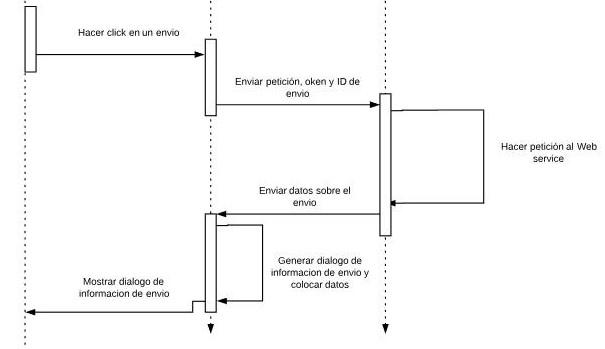 Hacer click en un envio
Enviar petición, oken y ID de
envio
Hacer petición al Web
service
Enviar datos sobre el
envio
Generar dialogo de
informacion de envio y
colocar datos
Mostrar dialogo de
informacion de envio